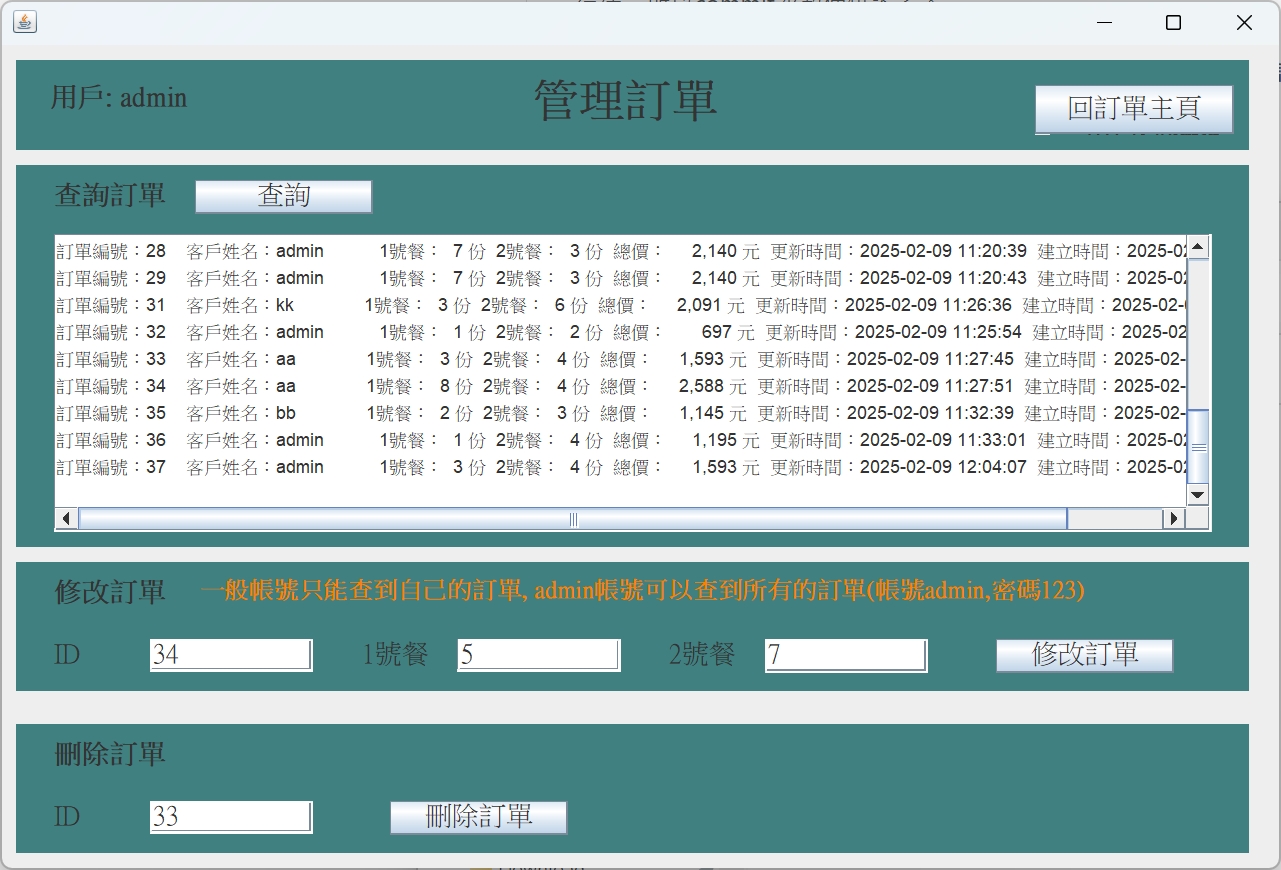 用戶: admin
管理訂單
回訂單主頁
查詢訂單
查詢
訂單編號：28 客戶姓名：admin 1號餐： 7 份 2號餐： 3 份 總價： 2,140 元 更新時間：2025-02-09 11:20:39 建立時間：2025-02
訂單編號：29 客戶姓名：admin 1號餐： 7 份 2號餐： 3 份 總價： 2,140 元 更新時間：2025-02-09 11:20:43 建立時間：2025-02
訂單編號：31 客戶姓名：kk 1號餐： 3 份 2號餐： 6 份 總價： 2,091 元 更新時間：2025-02-09 11:26:36 建立時間：2025-02-
訂單編號：32 客戶姓名：admin 1號餐： 1 份 2號餐： 2 份 總價： 697 元 更新時間：2025-02-09 11:25:54 建立時間：2025-02
訂單編號：33 客戶姓名：aa 1號餐： 3 份 2號餐： 4 份 總價： 1,593 元 更新時間：2025-02-09 11:27:45 建立時間：2025-02-
訂單編號：34 客戶姓名：aa 1號餐： 8 份 2號餐： 4 份 總價： 2,588 元 更新時間：2025-02-09 11:27:51 建立時間：2025-02-
訂單編號：35 客戶姓名：bb 1號餐： 2 份 2號餐： 3 份 總價： 1,145 元 更新時間：2025-02-09 11:32:39 建立時間：2025-02-
訂單編號：36 客戶姓名：admin 1號餐： 1 份 2號餐： 4 份 總價： 1,195 元 更新時間：2025-02-09 11:33:01 建立時間：2025-02
訂單編號：37 客戶姓名：admin 1號餐： 3 份 2號餐： 4 份 總價： 1,593 元 更新時間：2025-02-09 12:04:07 建立時間：2025-02
修改訂單 一般帳號只能查到自己的訂單, admin帳號可以查到所有的訂單(帳號admin,密碼123)
ID 34 1號餐 5 2號餐 7 修改訂單
刪除訂單
ID 33 刪除訂單